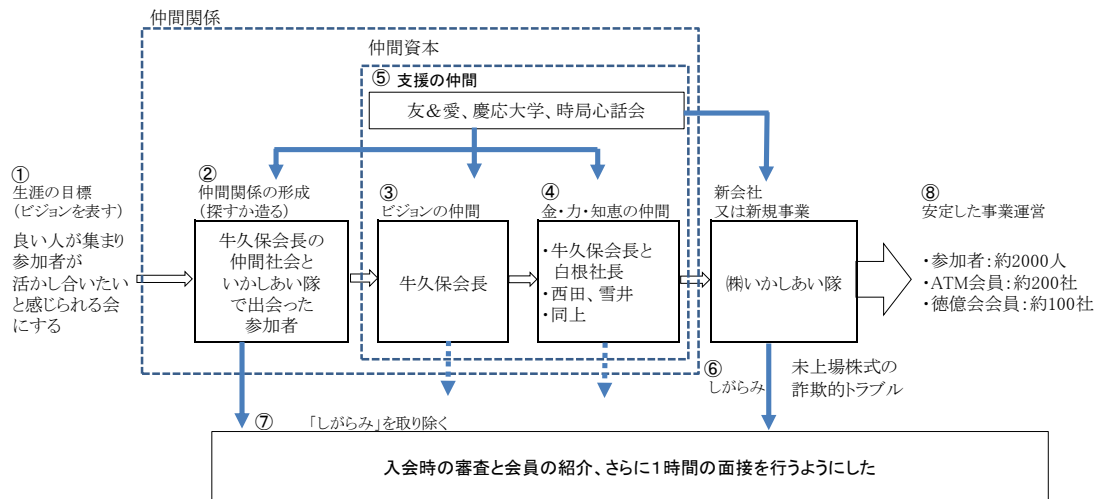 仲間関係
仲間資本
⑤ 支援の仲間
友&愛、慶応大学、時局心話会
①
生涯の目標
(ビジョンを表す)
良い人が集まり
参加者が
活かし合いたい
と感じられる会
にする
②
仲間関係の形成
(探すか造る)
牛久保会長の
仲間社会と
いかしあい隊
で出会った
参加者
③
ビジョンの仲間
牛久保会長
④
金・力・知恵の仲間
・牛久保会長と
白根社長
・西田、雪井
・同上
新会社
又は新規事業
㈱いかしあい隊
⑧
安定した事業運営
・参加者:約2000人
・ATM会員:約200社
・徳億会会員:約100社
⑥
しがらみ
未上場株式の
詐欺的トラブル
⑦ 「しがらみ」を取り除く
入会時の審査と会員の紹介、さらに1時間の面接を行うようにした